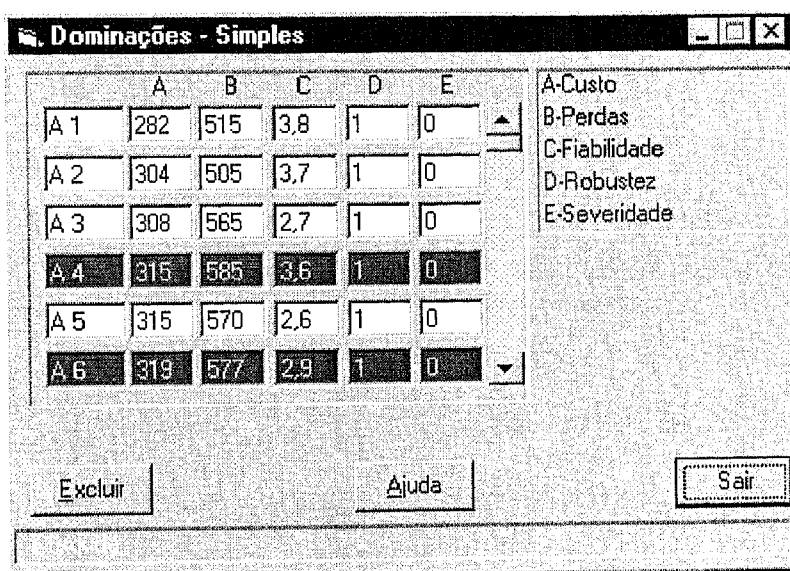 Dominações - Simples
A B C D E
A 1 282 515 3,8 1 0
A 2 304 505 3,7 1 0
A 3 308 565 2,7 1 0
A 4 315 585 3,6 1 0
A 5 315 570 2,6 1 0
A 6 319 577 2,9 1 0
A-Custo
B-Perdas
C-Fiabilidade
D-Robustez
E-Severidade
Excluir Ajuda Sair